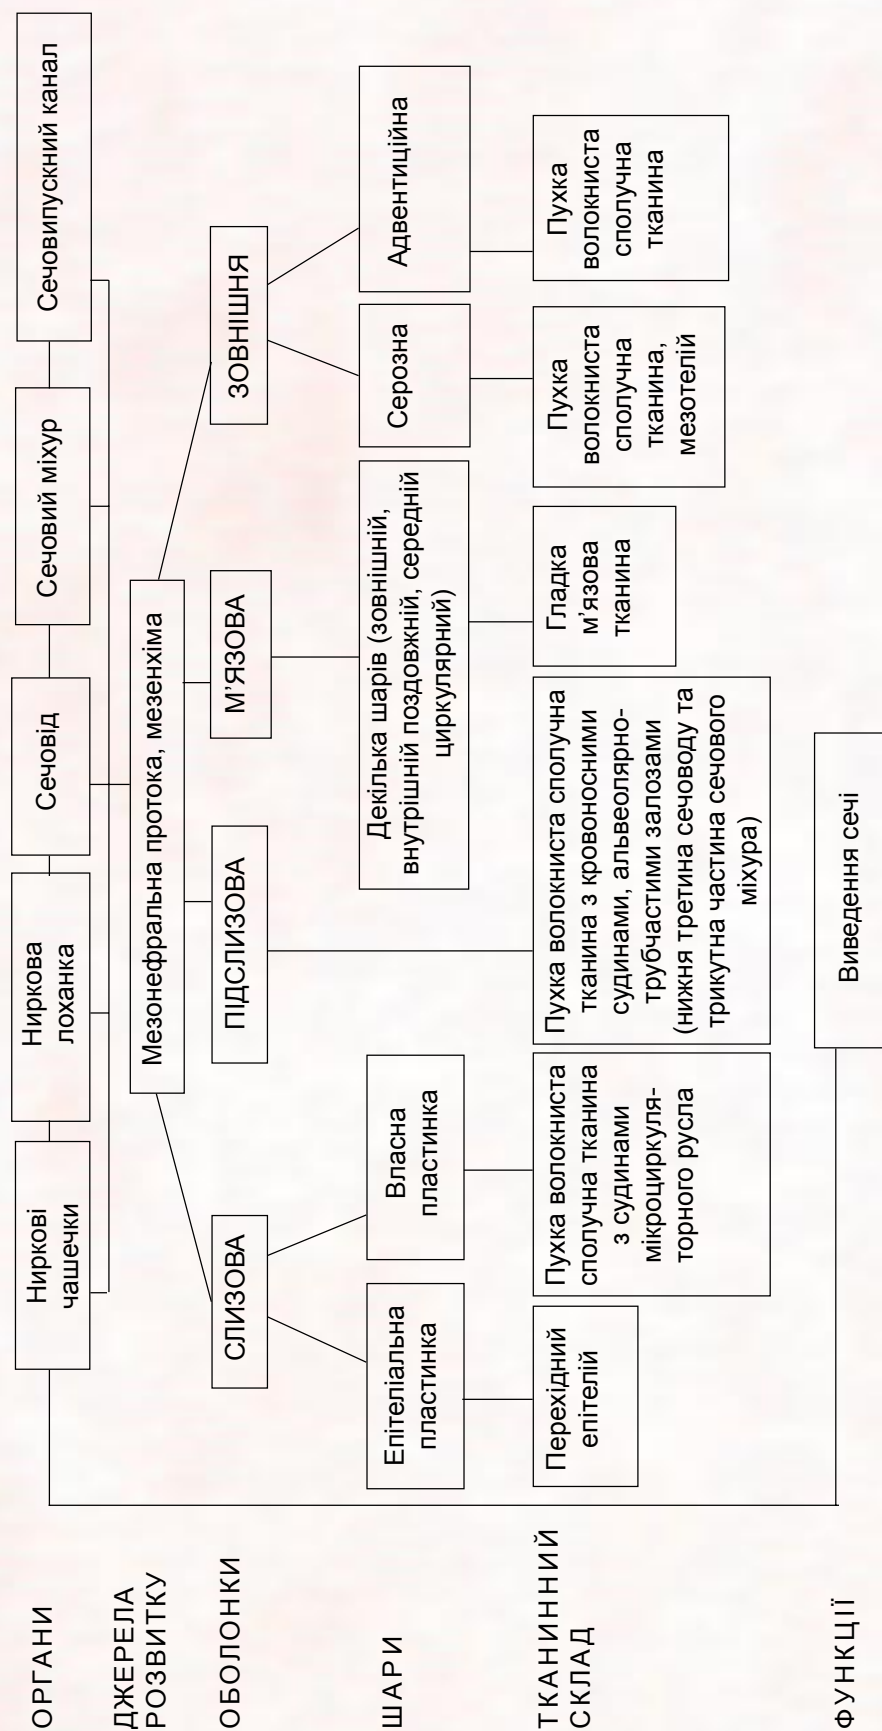 ОРГАНИ
Ниркові
чашечки
Ниркова
лоханка
Сечовід
Сечовий міхур
Сечовипускний канал
ДЖЕРЕЛА
РОЗВИТКУ
Мезонефральна протока, мезенхіма
ОБОЛОНКИ
СЛИЗОВА
ПІДСЛИЗОВА
М’ЯЗОВА
ЗОВНІШНЯ
ШАРИ
Епітеліальна
пластинка
Власна
пластинка
Декілька шарів (зовнішній,
внутрішній поздовжній, середній
циркулярний)
Серозна
Адвентиційна
ТКАНИННИЙ
СКЛАД
Перехідний
епітелій
Пухка волокниста
сполучна тканина
з судинами
мікроциркуля-
торного русла
Пухка волокниста сполучна
тканина з кровоносними
судинами, альвеолярно-
трубчастими залозами
(нижня третина сечоводу та
трикутна частина сечового
міхура)
Гладка
м’язова
тканина
Пухка
волокниста
сполучна
тканина,
мезотелій
Пухка
волокниста
сполучна
тканина
ФУНКЦІЇ
Виведення сечі